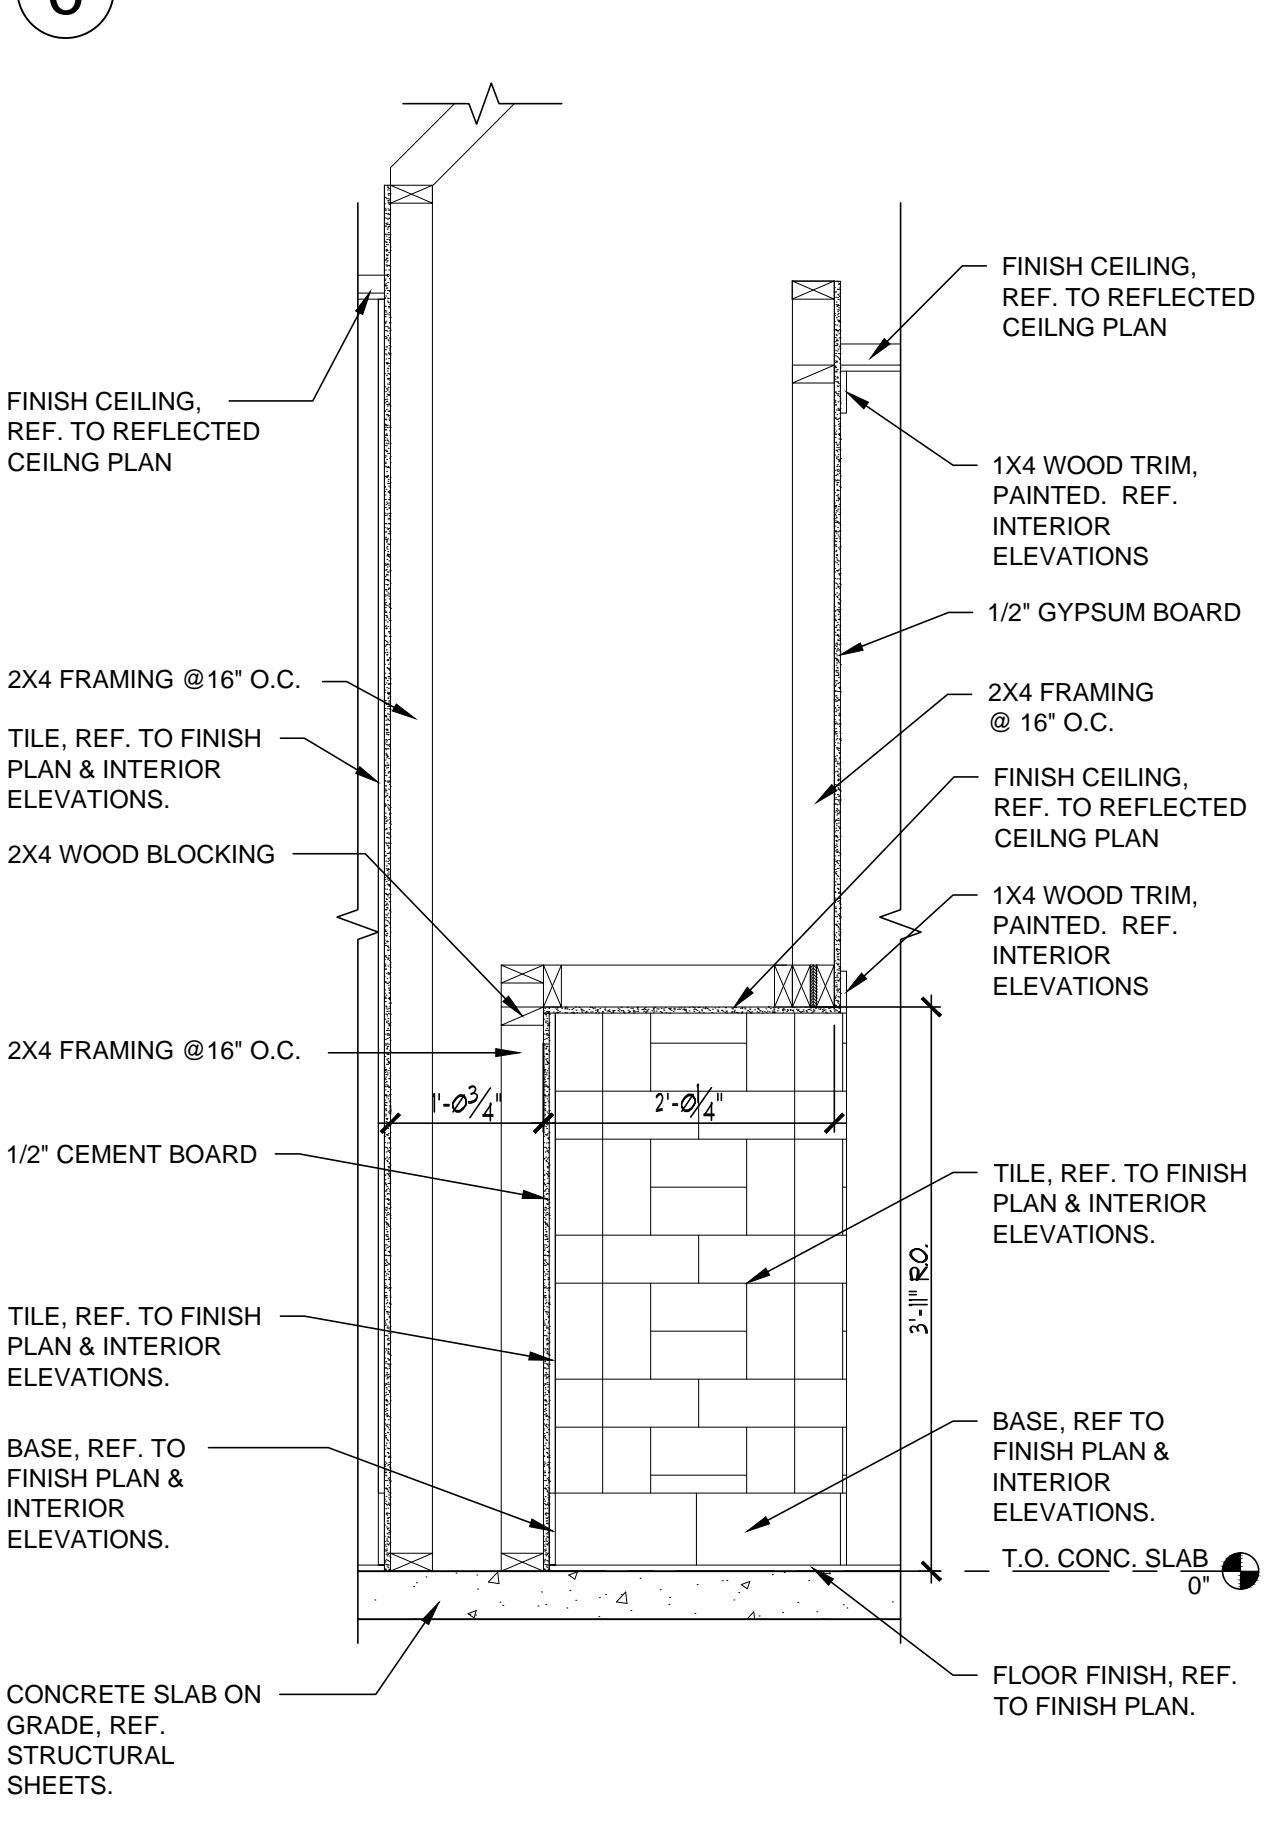 FINISH CEILING,
REF. TO REFLECTED
CEILNG PLAN
FINISH CEILING,
REF. TO REFLECTED
CEILNG PLAN
1X4 WOOD TRIM,
PAINTED. REF.
INTERIOR
ELEVATIONS
1/2" GYPSUM BOARD
2X4 FRAMING @16" O.C.
2X4 FRAMING
@ 16" O.C.
TILE, REF. TO FINISH
PLAN & INTERIOR
ELEVATIONS.
FINISH CEILING,
REF. TO REFLECTED
CEILNG PLAN
2X4 WOOD BLOCKING
1X4 WOOD TRIM,
PAINTED. REF.
INTERIOR
ELEVATIONS
2X4 FRAMING @16" O.C.
1'-Ø3/4"
2'-Ø1/4"
1/2" CEMENT BOARD
TILE, REF. TO FINISH
PLAN & INTERIOR
ELEVATIONS.
3'-11" R.O.
TILE, REF. TO FINISH
PLAN & INTERIOR
ELEVATIONS.
BASE, REF. TO
FINISH PLAN &
INTERIOR
ELEVATIONS.
BASE, REF TO
FINISH PLAN &
INTERIOR
ELEVATIONS.
T.O. CONC. SLAB
0"
CONCRETE SLAB ON
GRADE, REF.
STRUCTURAL
SHEETS.
FLOOR FINISH, REF.
TO FINISH PLAN.